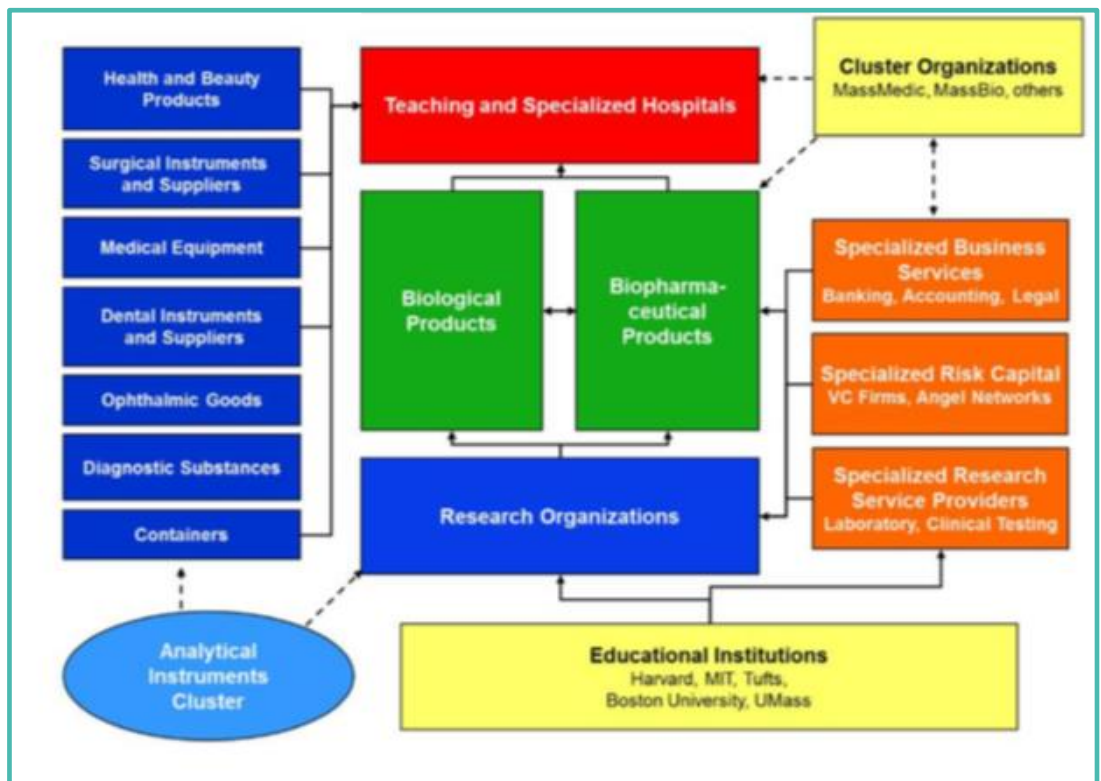 Health and Beauty
Products
Surgical Instruments
and Suppliers
Medical Equipment
Dental Instruments
and Suppliers
Ophthalmic Goods
Diagnostic Substances
Containers
Analytical
Instruments
Cluster
Teaching and Specialized Hospitals
Biological
Products
Biopharma-
ceutical
Products
Research Organizations
Educational Institutions
Harvard, MIT, Tufts,
Boston University, UMass
Cluster Organizations
MassMedic, MassBio, others
Specialized Business
Services
Banking, Accounting, Legal
Specialized Risk Capital
VC Firms, Angel Networks
Specialized Research
Service Providers
Laboratory, Clinical Testing